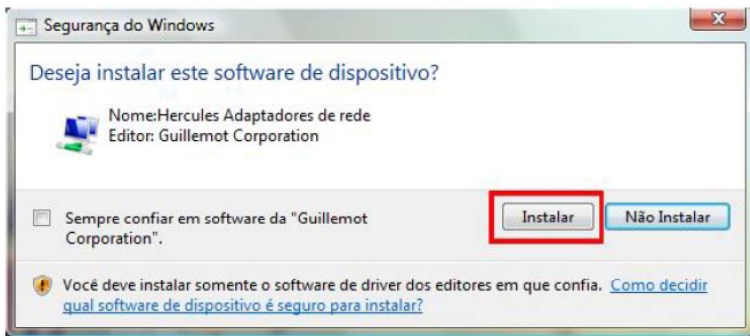 Segurança do Windows
Deseja instalar este software de dispositivo?
Nome:Hercules Adaptadores de rede
Editor: Guillemot Corporation
Sempre confiar em software da "Guillemot
Corporation".
Instalar
Não Instalar
Você deve instalar somente o software de driver dos editores em que confia. Como decidir
qual software de dispositivo é seguro para instalar?